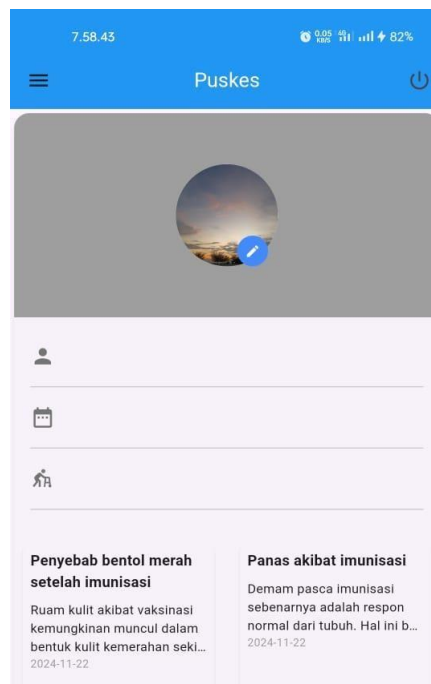 7.58.43 0.05 KB/S 4G 82%
Puskes
Penyebab bentol merah
setelah imunisasi
Ruam kulit akibat vaksinasi
kemungkinan muncul dalam
bentuk kulit kemerahan seki...
2024-11-22
Panas akibat imunisasi
Demam pasca imunisasi
sebenarnya adalah respon
normal dari tubuh. Hal ini b...
2024-11-22